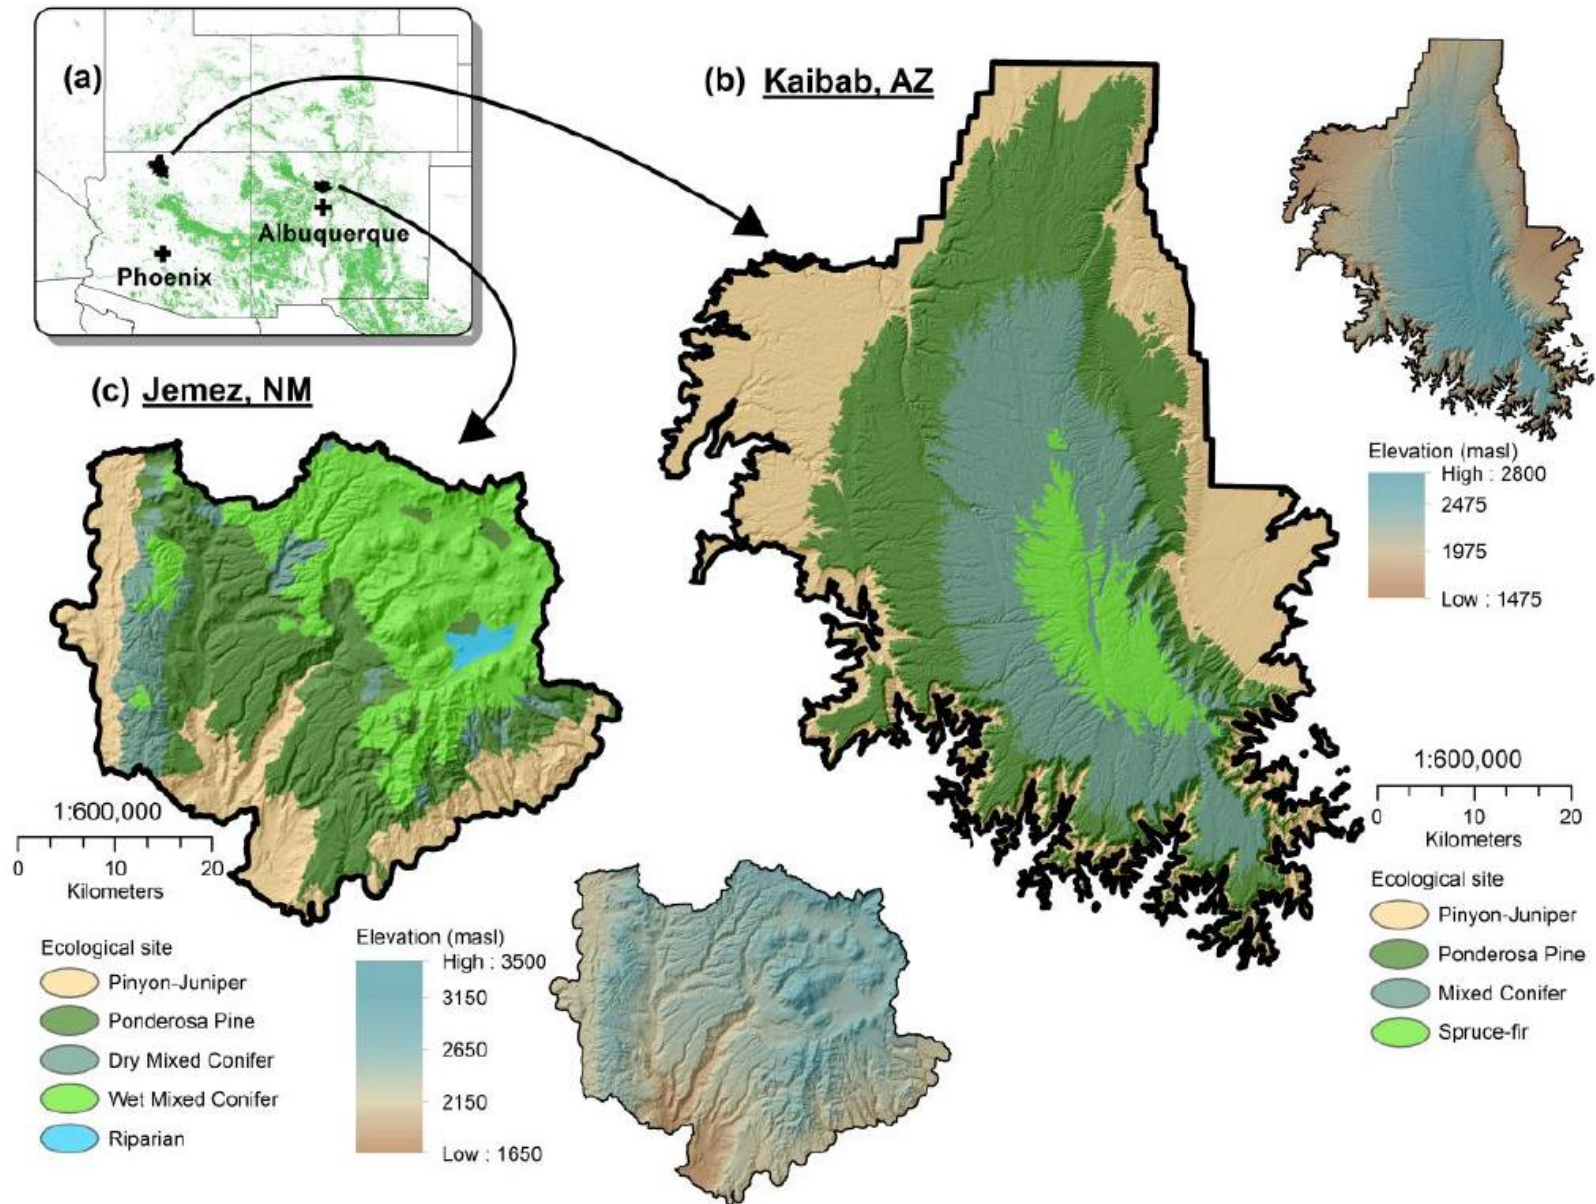 (a)
Albuquerque
Phoenix
(b) Kaibab, AZ
Elevation (masl)
High : 2800
2475
1975
Low : 1475
(c) Jemez, NM
1:600,000
0 10 20
Kilometers
1:600,000
0 10 20
Kilometers
Ecological site
Pinyon-Juniper
Ponderosa Pine
Mixed Conifer
Spruce-fir
Ecological site
Pinyon-Juniper
Ponderosa Pine
Dry Mixed Conifer
Wet Mixed Conifer
Riparian
Elevation (masl)
High : 3500
3150
2650
2150
Low : 1650